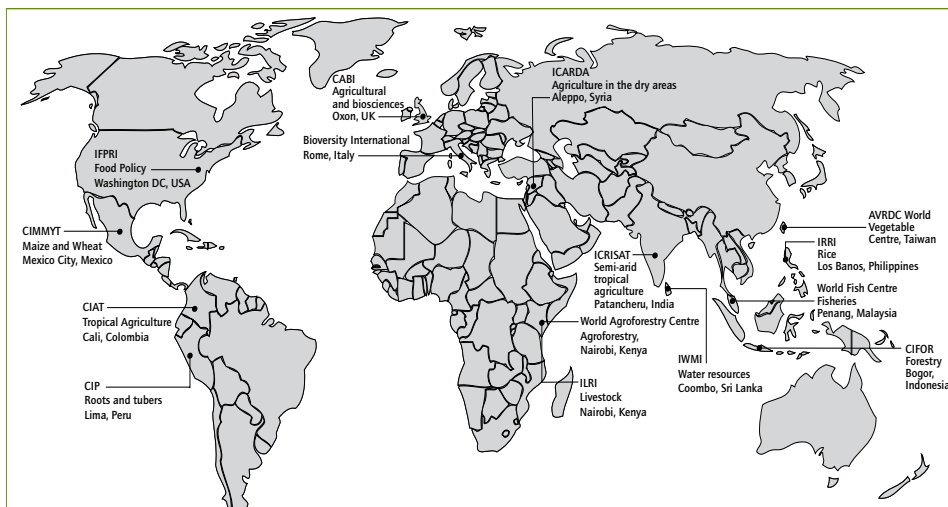 IFPRI
Food Policy
Washington DC, USA
CIMMYT
Maize and Wheat
Mexico City, Mexico
CIAT
Tropical Agriculture
Cali, Colombia
CIP
Roots and tubers
Lima, Peru
CABI
Agricultural
and biosciences
Oxon, UK
Bioversity International
Rome, Italy
ICARDA
Agriculture in the dry areas
Aleppo, Syria
ICRISAT
Semi-arid
tropical
agriculture
Patancheru, India
World Agroforestry Centre
Agroforestry,
Nairobi, Kenya
ILRI
Livestock
Nairobi, Kenya
IWMI
Water resources
Coombo, Sri Lanka
AVRDC World
Vegetable
Centre, Taiwan
IRRI
Rice
Los Banos, Philippines
World Fish Centre
Fisheries
Penang, Malaysia
CIFOR
Forestry
Bogor,
Indonesia